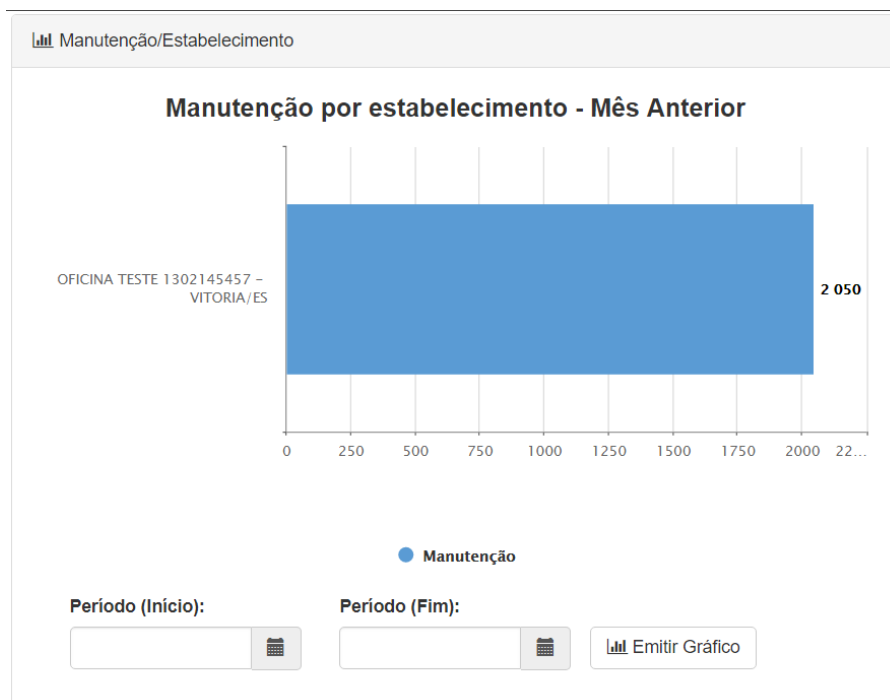 Manutenção/Estabelecimento
Manutenção por estabelecimento - Mês Anterior
OFICINA TESTE 1302145457 –
VITORIA/ES
2 050
0 250 500 750 1000 1250 1500 1750 2000 22...
Manutenção
Período (Início): Período (Fim):
Emitir Gráfico